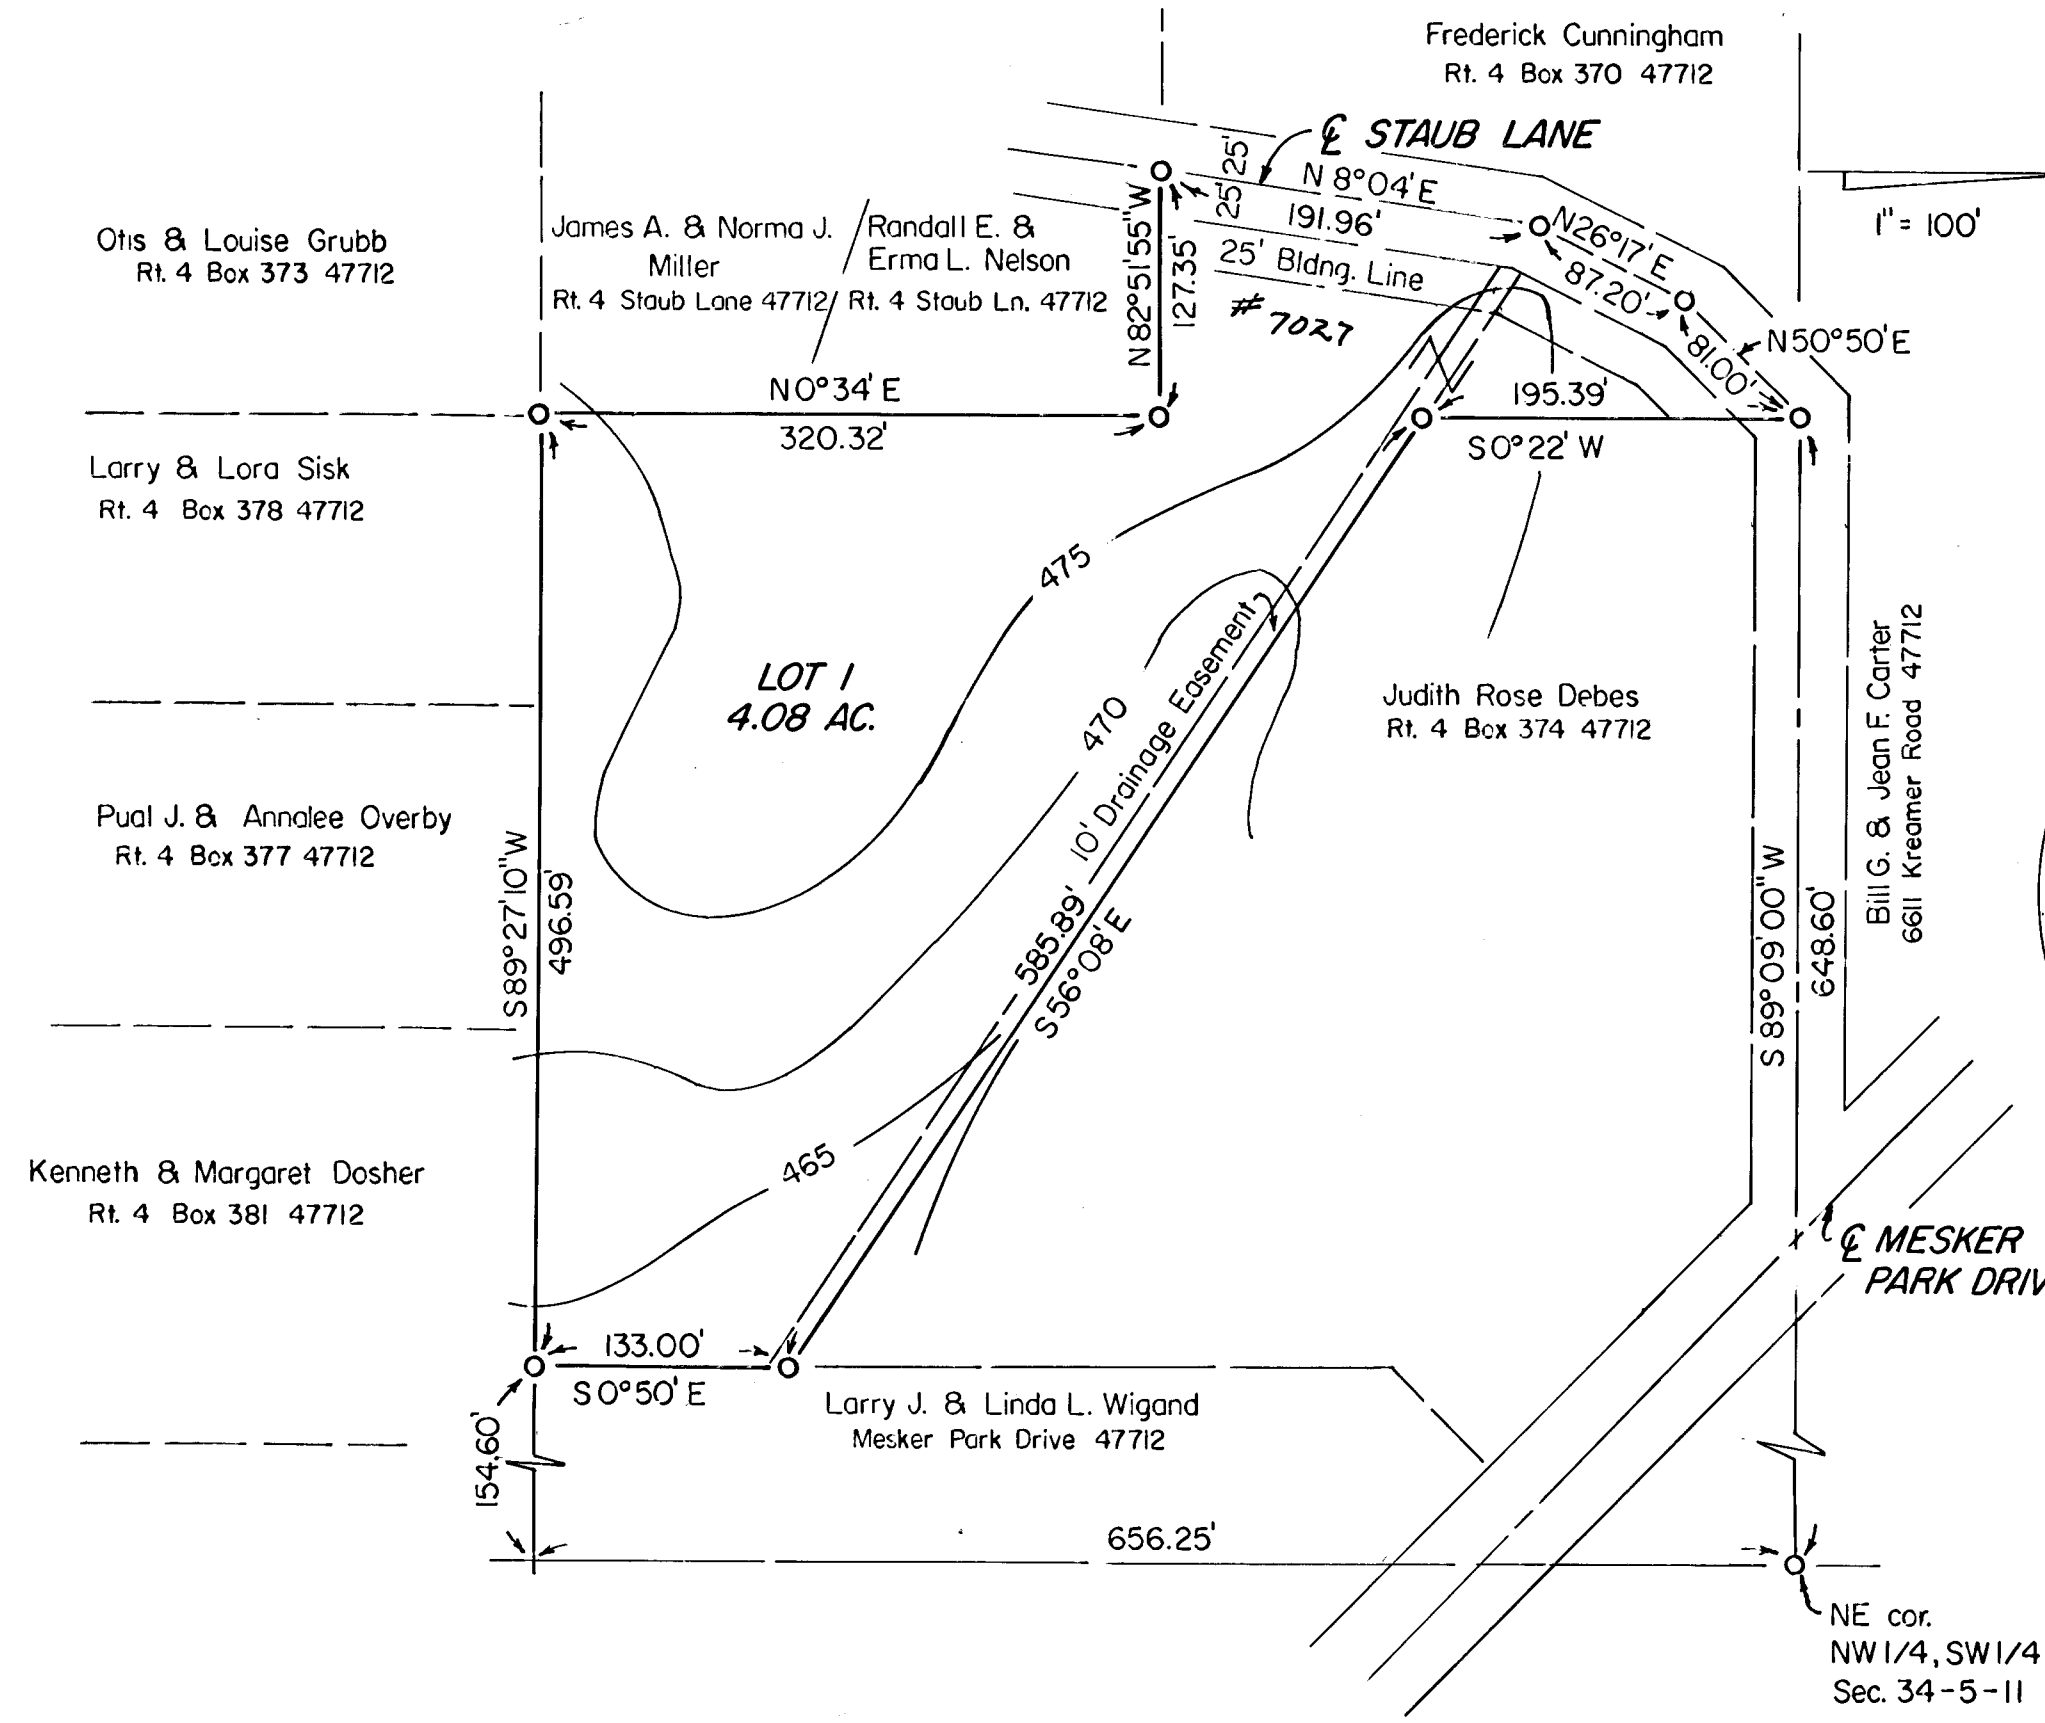 Frederick Cunningham
Rt. 4 Box 370 47712
℄ STAUB LANE
25' 25'
N 8°04' E
191.96'
N26°17' E
87.20'
1" = 100'
Otis & Louise Grubb
Rt. 4 Box 373 47712
James A. & Norma J.
Miller
Rt. 4 Staub Lane 47712
Randall E. &
Erma L. Nelson
Rt. 4 Staub Ln. 47712
N 82°51'55" W
127.35'
25' Bldng. Line
# 7027
N 50°50' E
81.00'
N 0°34' E
320.32'
195.39'
S 0°22' W
Larry & Lora Sisk
Rt. 4 Box 378 47712
475
LOT 1
4.08 AC.
470
10' Drainage Easement
Judith Rose Debes
Rt. 4 Box 374 47712
Bill G. & Jean F. Carter
6611 Kreamer Road 47712
Pual J. & Annalee Overby
Rt. 4 Box 377 47712
S 89°27'10" W
496.59'
585.89'
S 56°08' E
S 89°09'00" W
648.60'
Kenneth & Margaret Dosher
Rt. 4 Box 381 47712
465
℄ MESKER
PARK DRIV
133.00'
S 0°50' E
Larry J. & Linda L. Wigand
Mesker Park Drive 47712
154.60'
656.25'
NE cor.
NW 1/4, SW 1/4
Sec. 34-5-11